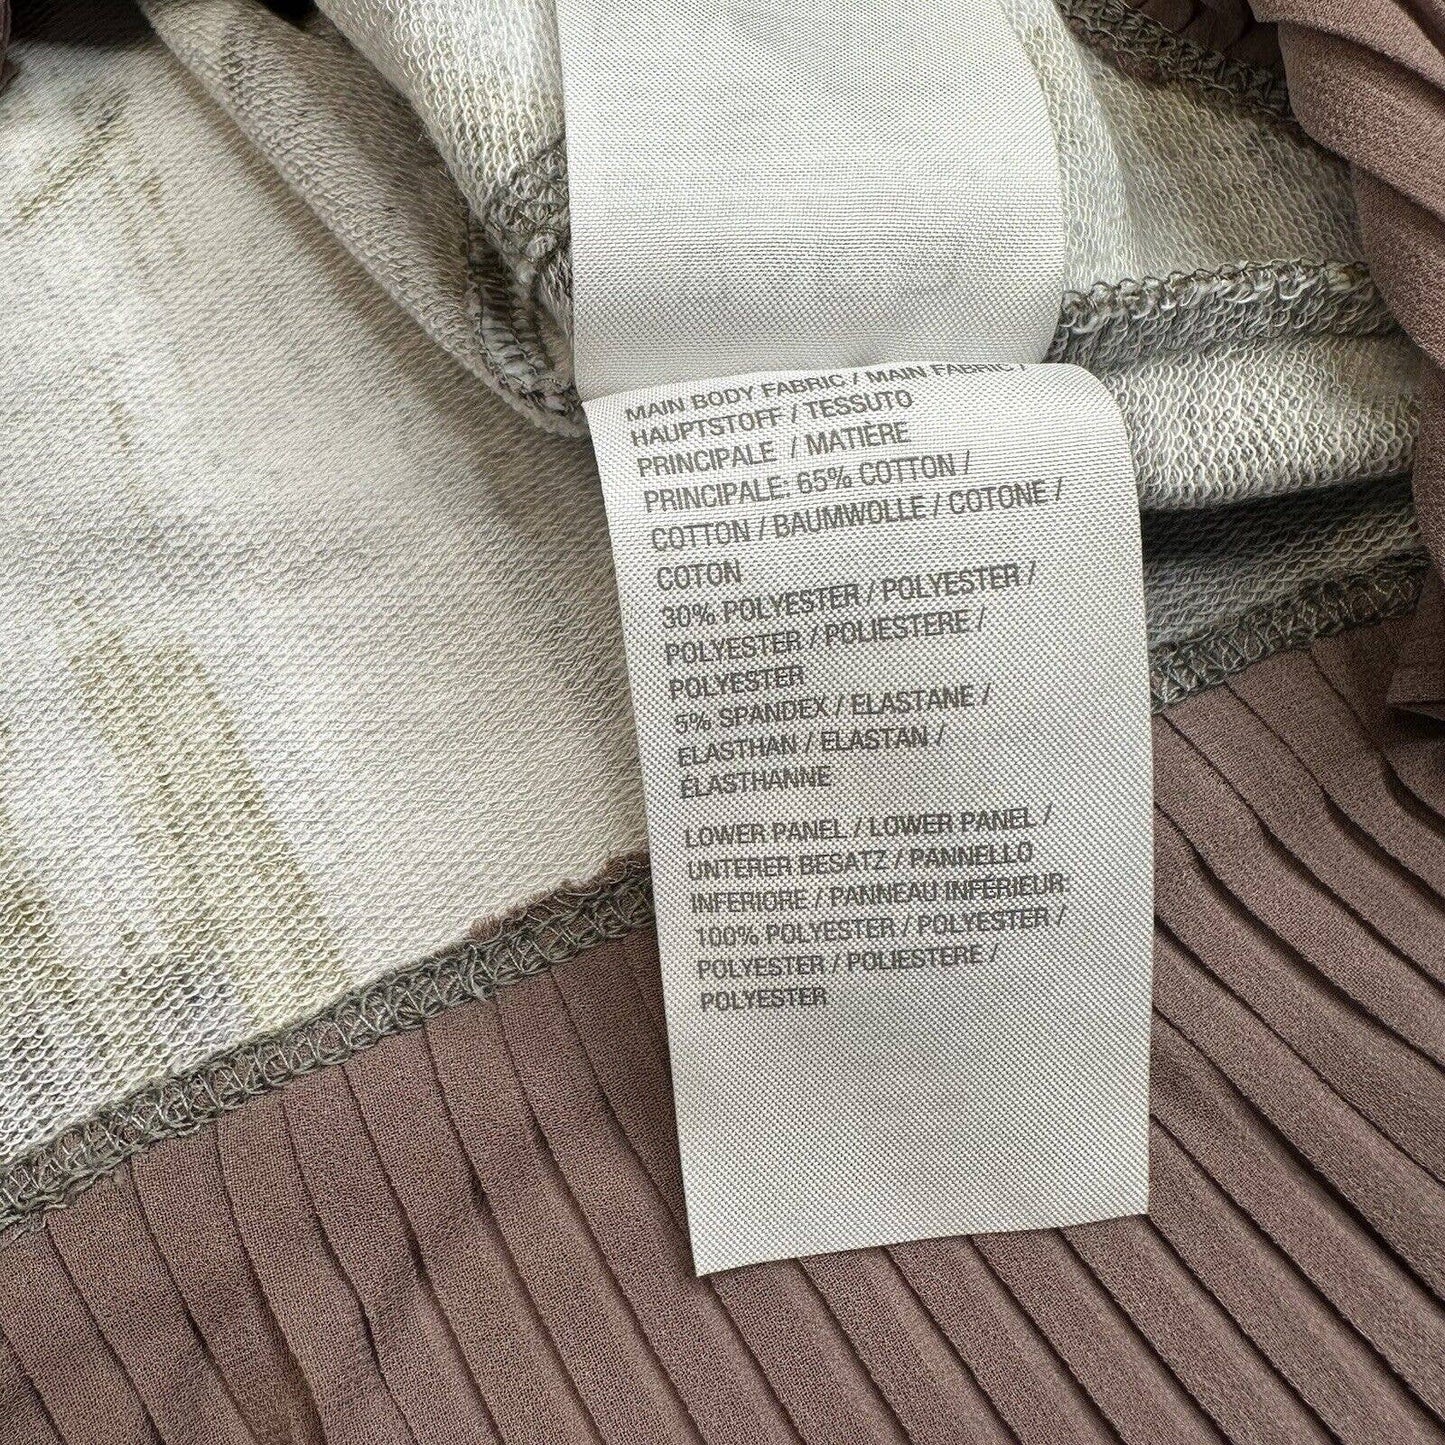 MAIN BODY FABRIC / MAIN FABRIC /
HAUPTSTOFF / TESSUTO
PRINCIPALE / MATIÈRE
PRINCIPALE: 65% COTTON /
COTTON / BAUMWOLLE / COTONE /
COTON
30% POLYESTER / POLYESTER /
POLYESTER / POLIESTERE /
POLYESTER
5% SPANDEX / ELASTANE /
ELASTHAN / ELASTAN /
ÉLASTHANNE
LOWER PANEL / LOWER PANEL /
UNTERER BESATZ / PANNELLO
INFERIORE / PANNEAU INFÉRIEUR:
100% POLYESTER / POLYESTER /
POLYESTER / POLIESTERE /
POLYESTER